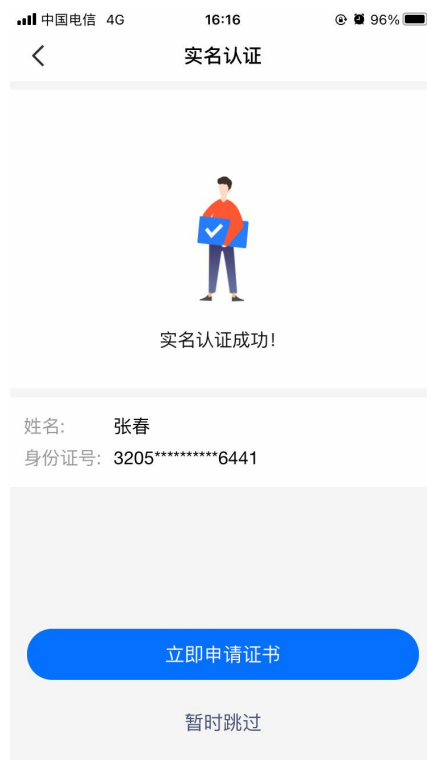 中国电信 4G 16:16 96%
实名认证
实名认证成功!
姓名: 张春
身份证号: 3205**********6441
立即申请证书
暂时跳过